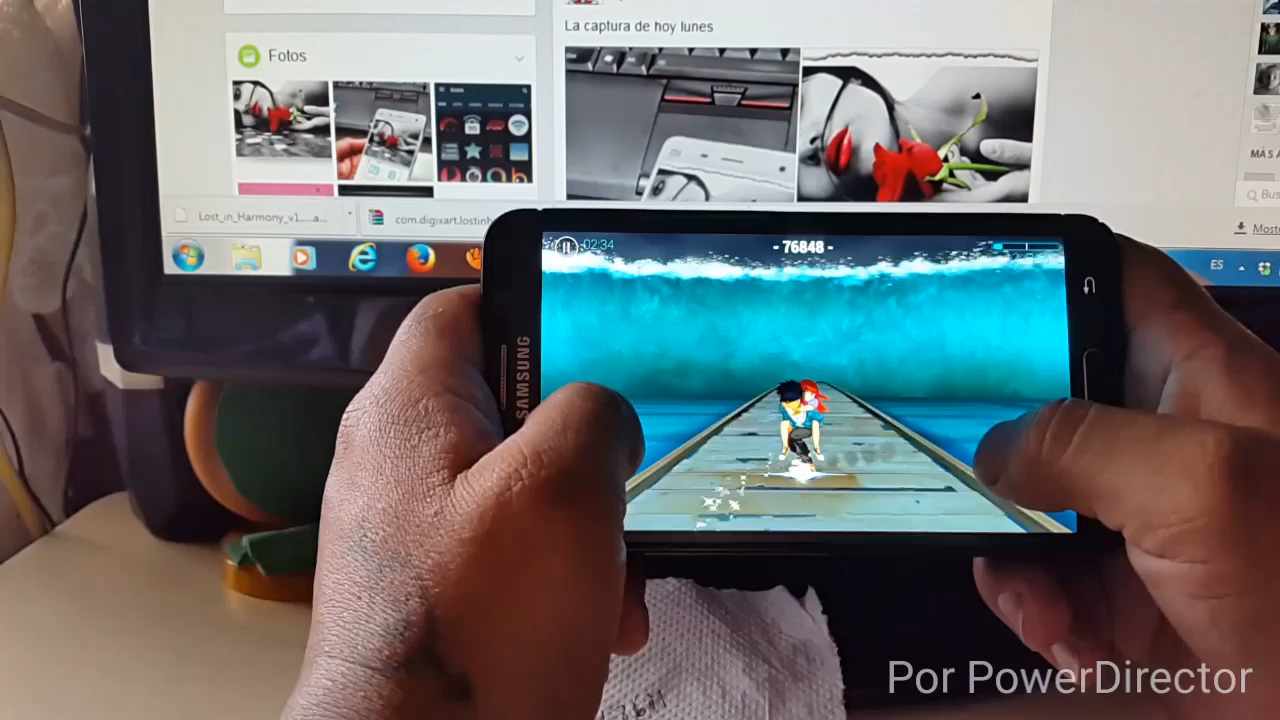 La captura de hoy lunes
Fotos
MÁS A
Bus
Lost_in_Harmony_v1....a...
com.digixart.lostinh
Mostr
ES
02:34
- 76848 -
SAMSUNG
Por PowerDirector